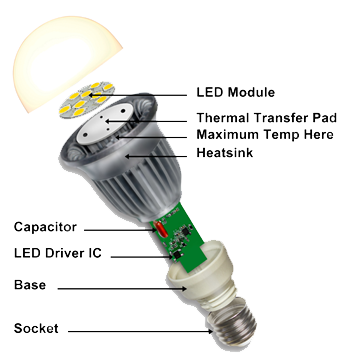 LED Module
Thermal Transfer Pad
Maximum Temp Here
Heatsink
Capacitor
LED Driver IC
Base
Socket